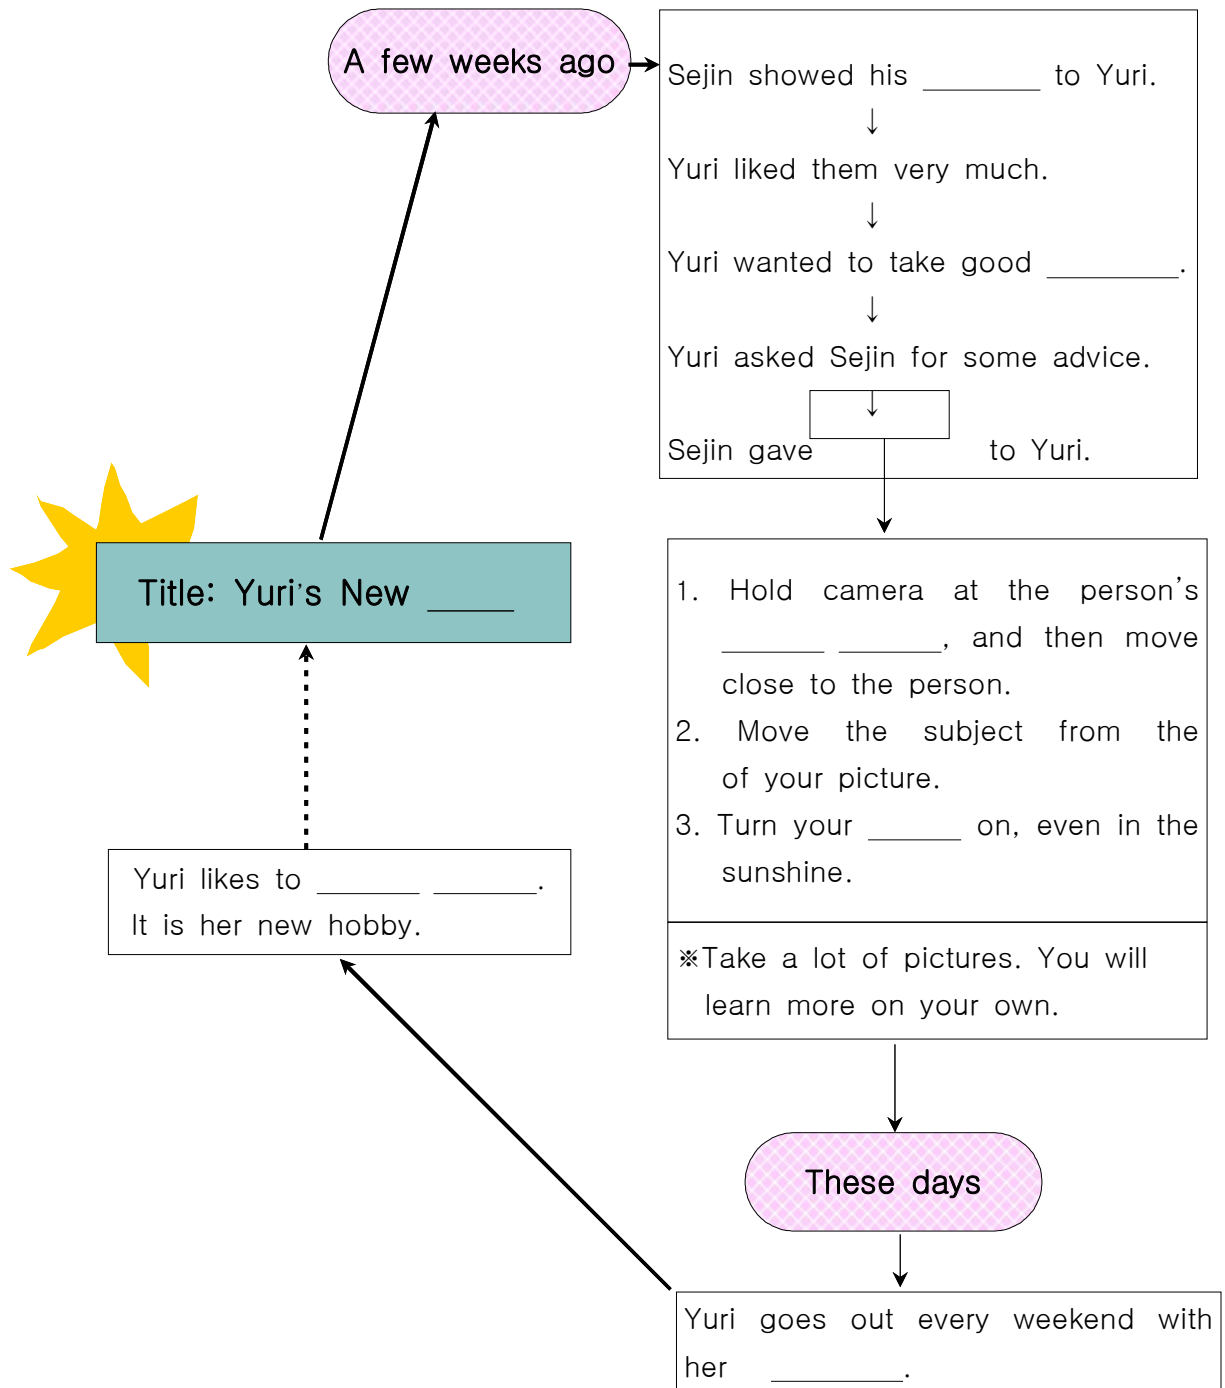 A few weeks ago
Sejin showed his ________ to Yuri.
↓
Yuri liked them very much.
↓
Yuri wanted to take good _________.
↓
Yuri asked Sejin for some advice.
↓
Sejin gave to Yuri.
1. Hold camera at the person's
_______ _______, and then move
close to the person.
2. Move the subject from the
of your picture.
3. Turn your ______ on, even in the
sunshine.
※Take a lot of pictures. You will
learn more on your own.
These days
Yuri goes out every weekend with
her _________.
Yuri likes to _______ _______.
It is her new hobby.
Title: Yuri's New _____